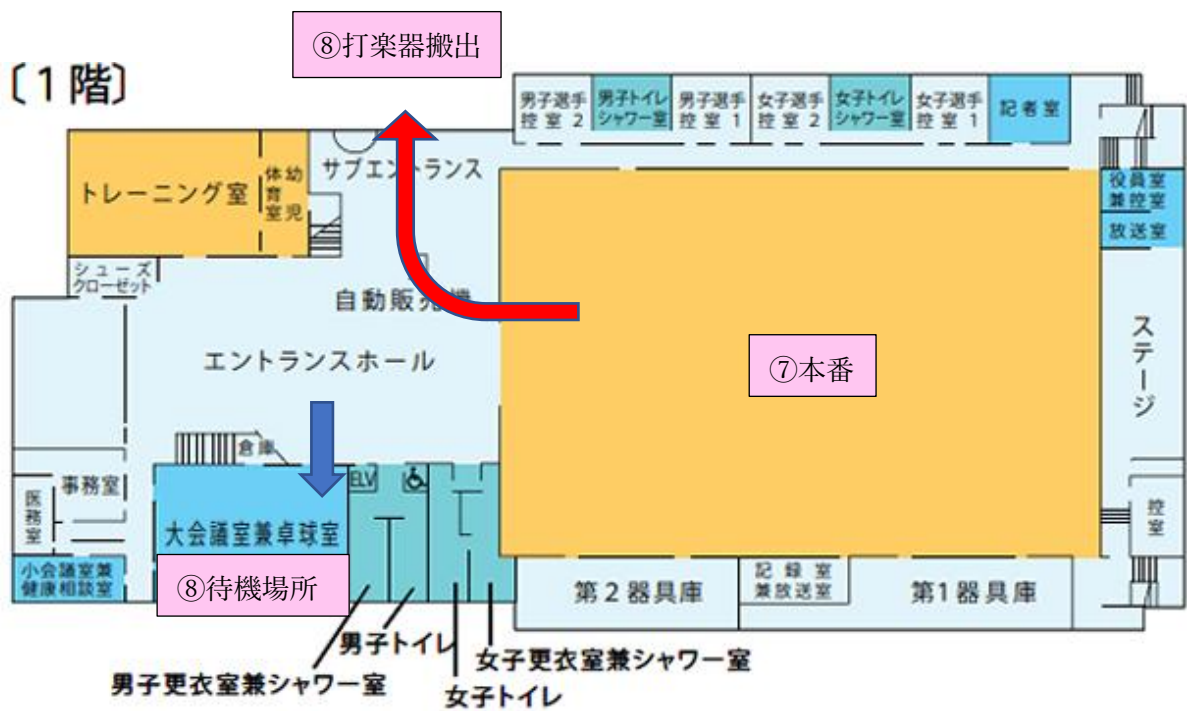 ⑧打楽器搬出
〔１階〕
男子選手
控室２
男子トイレ
シャワー室
男子選手
控室１
女子選手
控室２
女子トイレ
シャワー室
女子選手
控室１
記者室
サブエントランス
トレーニング室
体育室
幼児
役員室
兼控室
放送室
シューズ
クローゼット
自動販売機
エントランスホール
⑦本番
ステージ
倉庫
ELV
事務室
医務室
大会議室兼卓球室
控室
小会議室兼
健康相談室
⑧待機場所
第２器具庫
記録室
兼放送室
第1器具庫
男子トイレ
女子更衣室兼シャワー室
男子更衣室兼シャワー室
女子トイレ